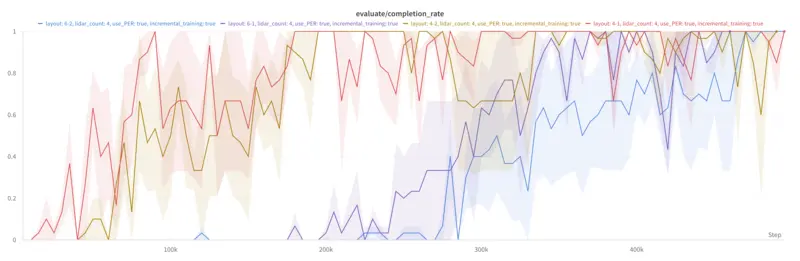 evaluate/completion_rate
layout: 6-2, lidar_count: 4, use_PER: true, incremental_training: true layout: 6-1, lidar_count: 4, use_PER: true, incremental_training: true layout: 4-2, lidar_count: 4, use_PER: true, incremental_training: true layout: 4-1, lidar_count: 4, use_PER: true, incremental_training: true
1
0.8
0.6
0.4
0.2
0
Step
100k 200k 300k 400k